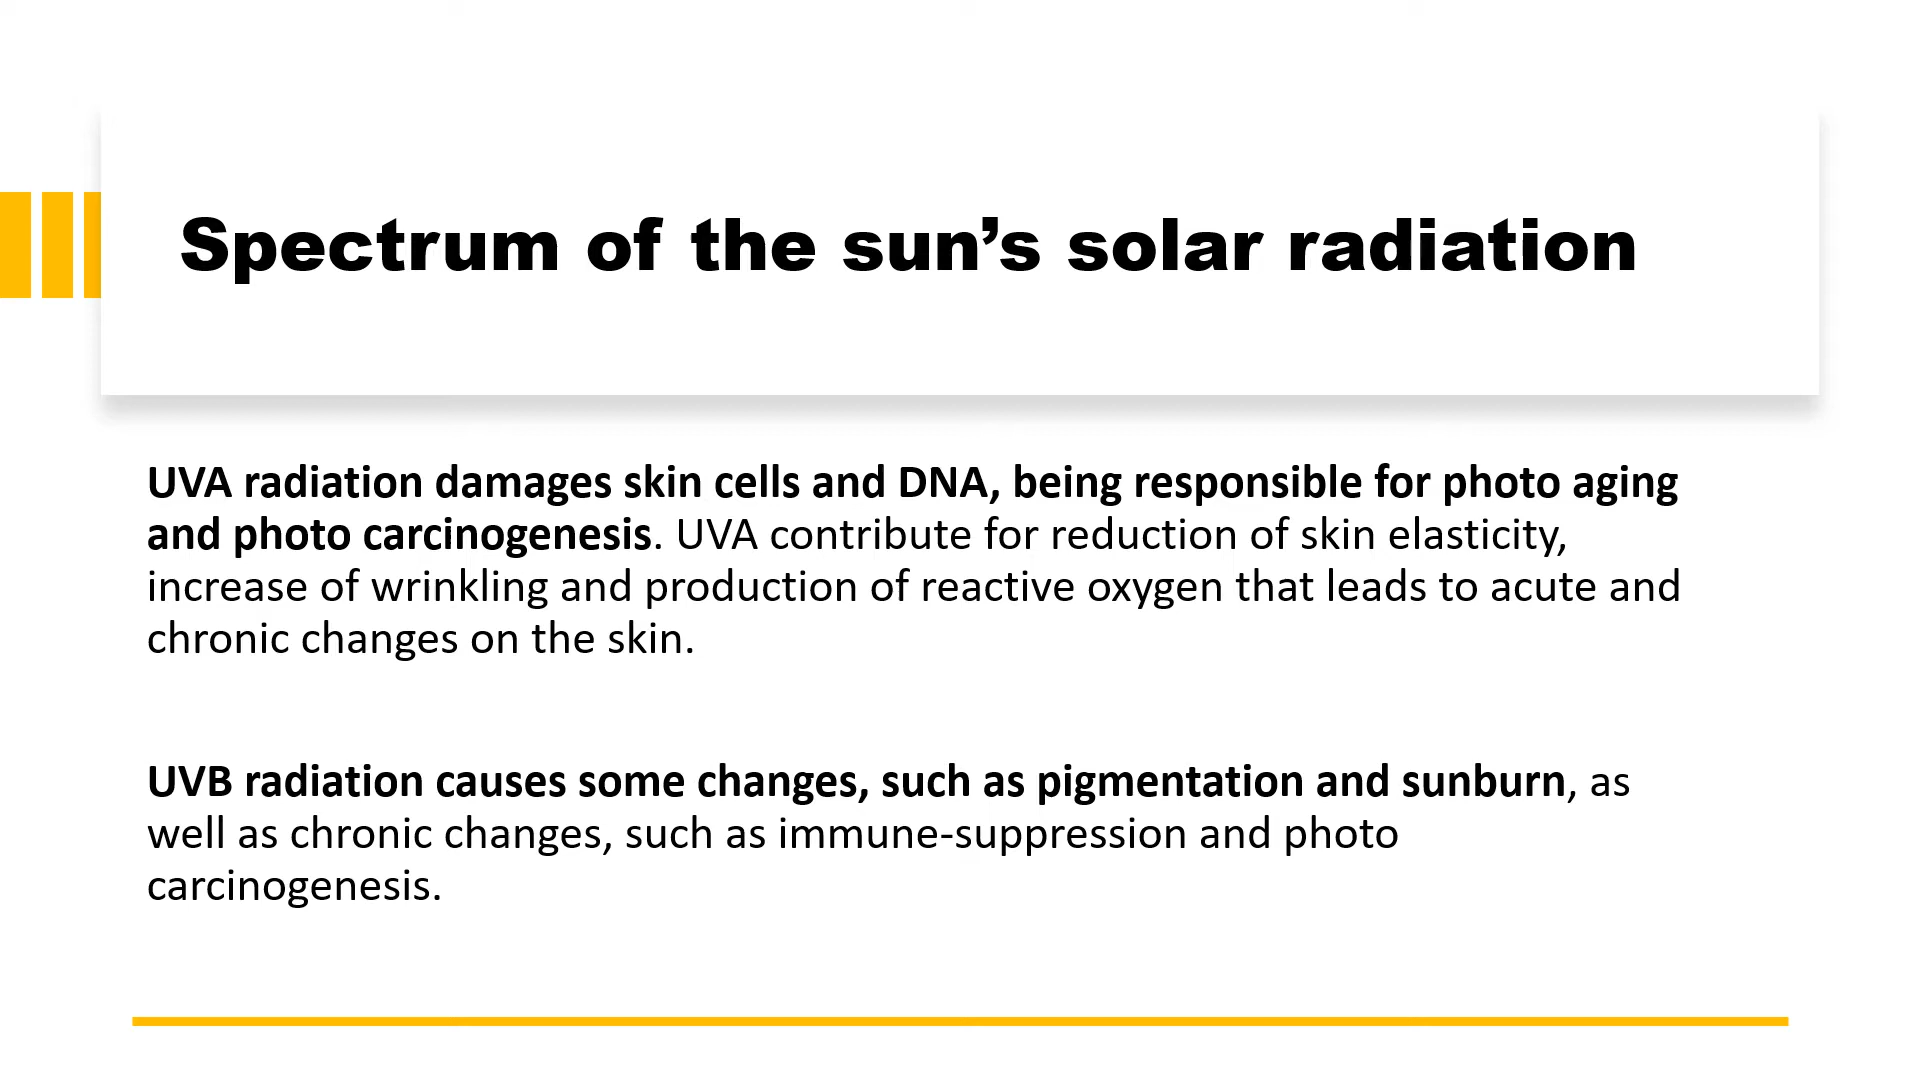 Spectrum of the sun’s solar radiation
UVA radiation damages skin cells and DNA, being responsible for photo aging
and photo carcinogenesis. UVA contribute for reduction of skin elasticity,
increase of wrinkling and production of reactive oxygen that leads to acute and
chronic changes on the skin.
UVB radiation causes some changes, such as pigmentation and sunburn, as
well as chronic changes, such as immune-suppression and photo
carcinogenesis.